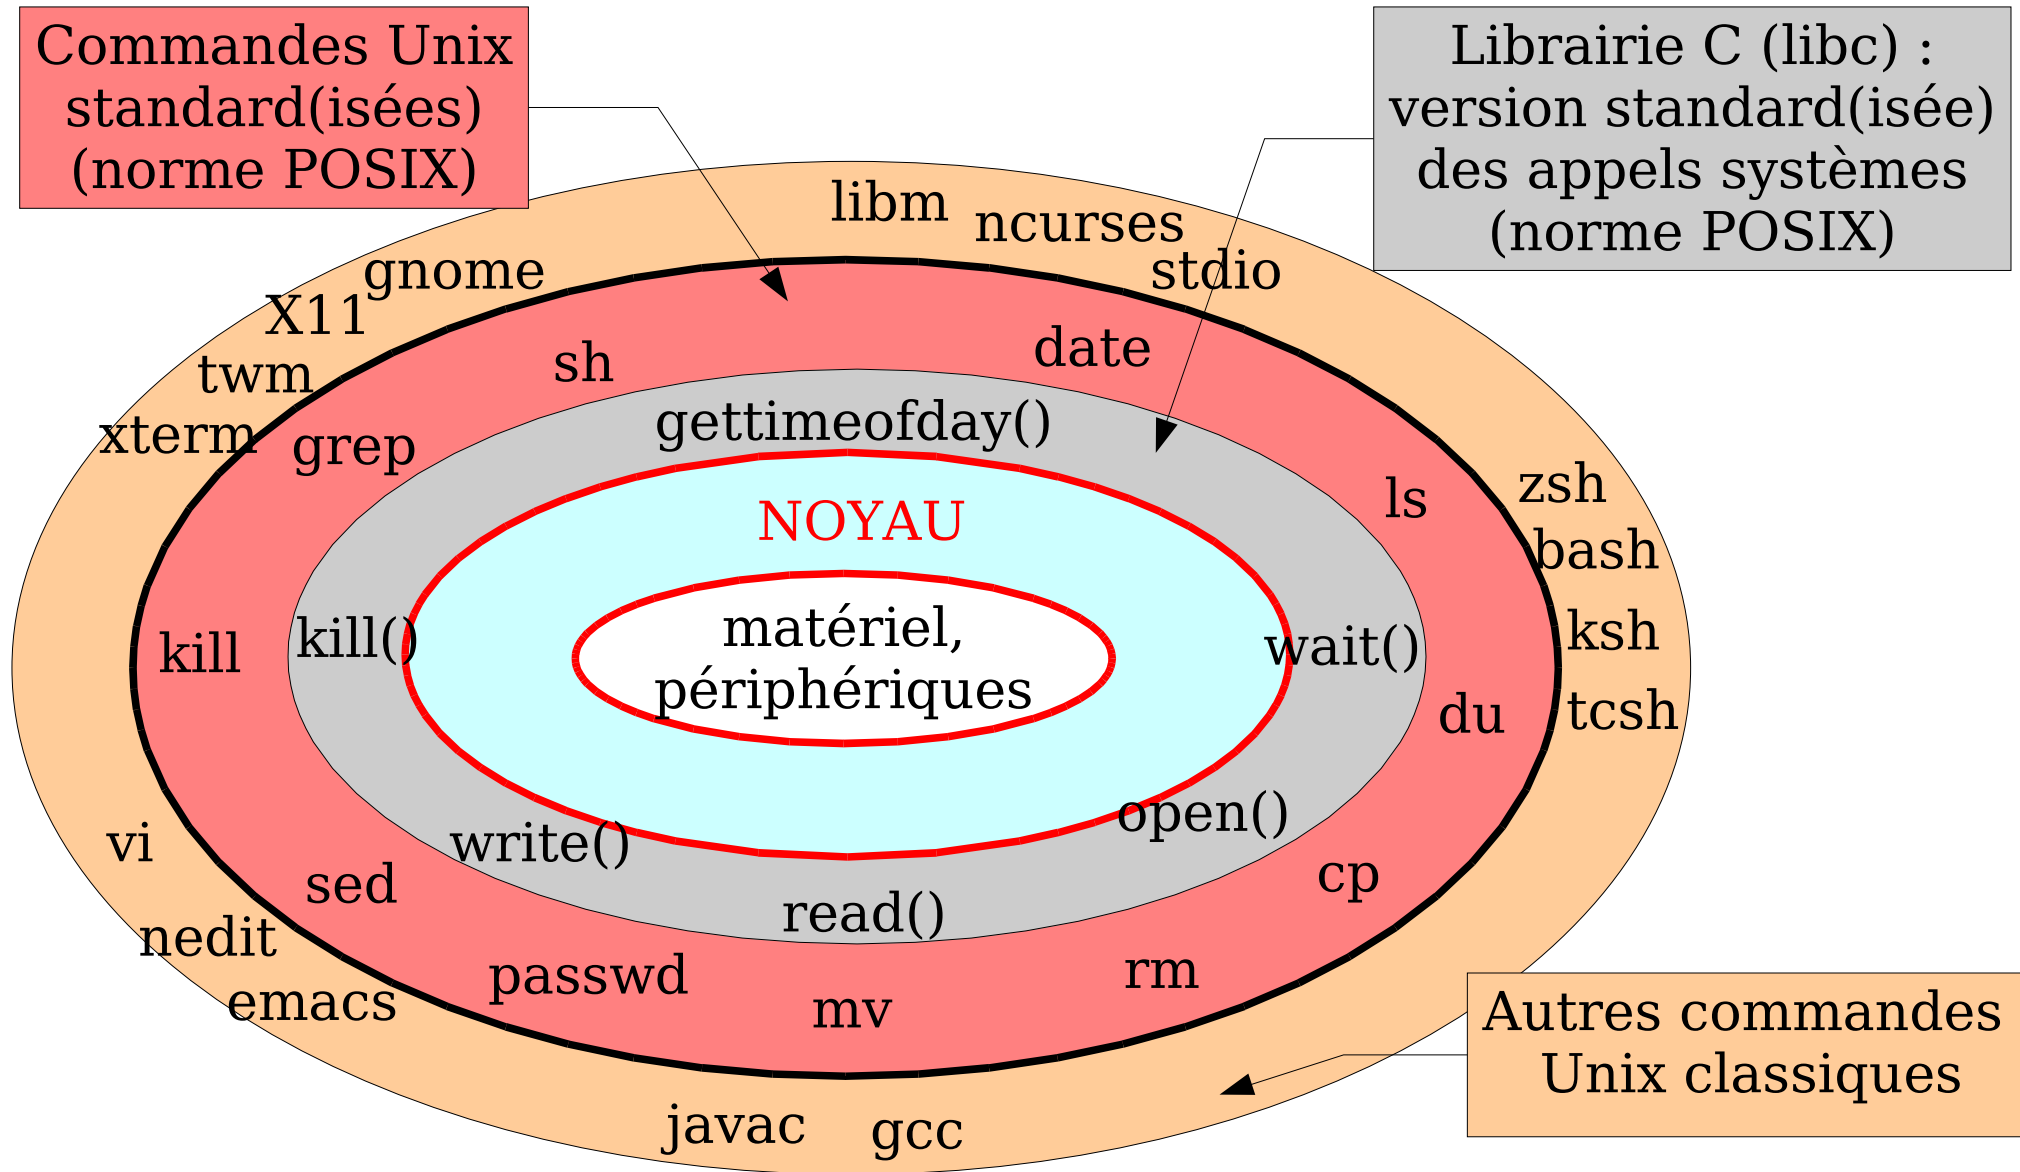 Commandes Unix
standard(isées)
(norme POSIX)
Librairie C (libc) :
version standard(isée)
des appels systèmes
(norme POSIX)
libm
ncurses
stdio
gnome
X11
twm
xterm
sh
date
grep
gettimeofday()
ls
zsh
bash
NOYAU
matériel,
périphériques
kill
kill()
wait()
ksh
du
tcsh
vi
write()
open()
sed
cp
read()
nedit
emacs
passwd
mv
rm
javac
gcc
Autres commandes
Unix classiques